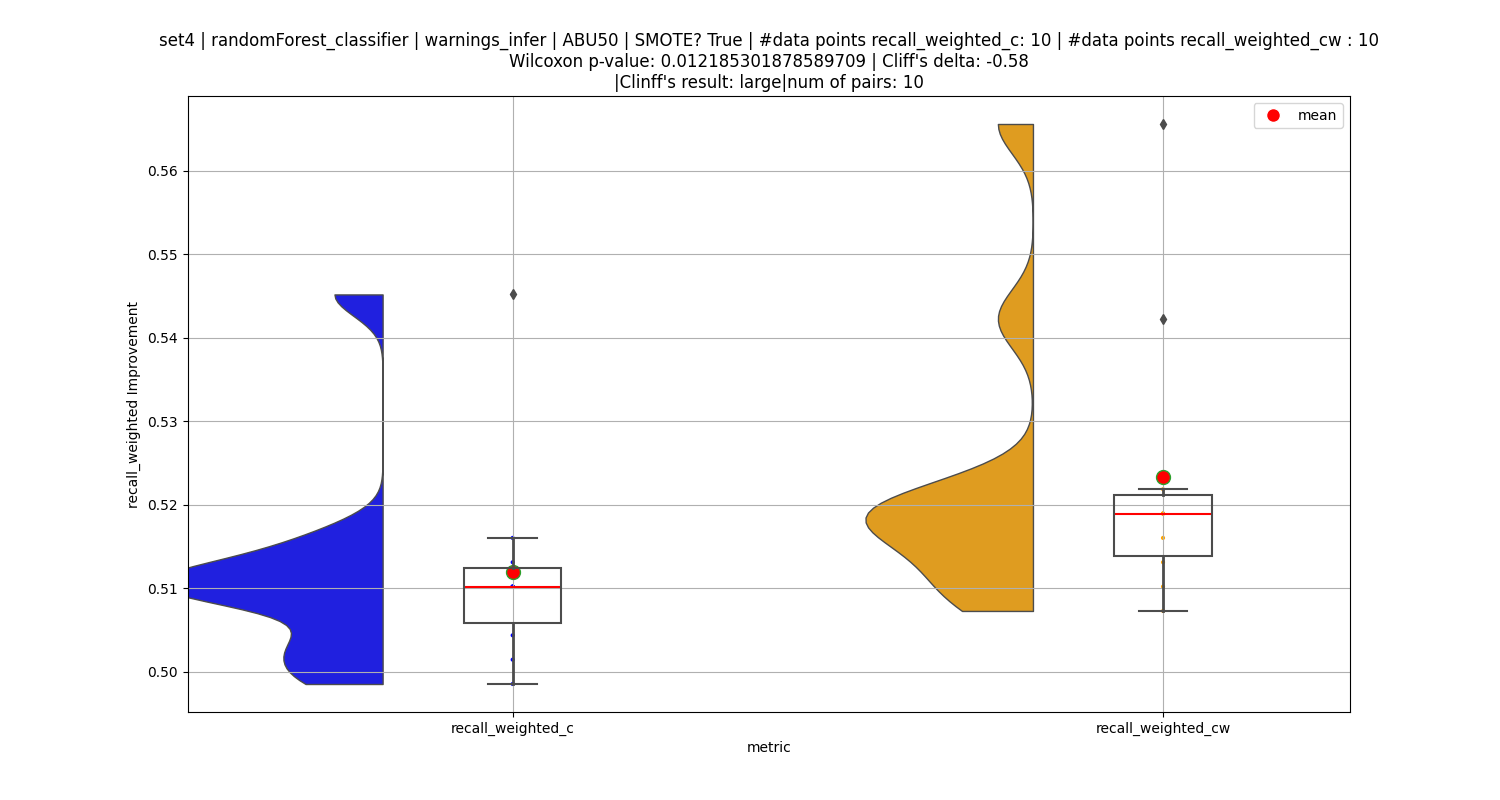 set4 | randomForest_classifier | warnings_infer | ABU50 | SMOTE? True | #data points recall_weighted_c: 10 | #data points recall_weighted_cw : 10
Wilcoxon p-value: 0.012185301878589709 | Cliff's delta: -0.58
|Clinff's result: large|num of pairs: 10
mean
0.56
0.55
0.54
0.53
0.52
0.51
0.50
recall_weighted Improvement
recall_weighted_c
recall_weighted_cw
metric